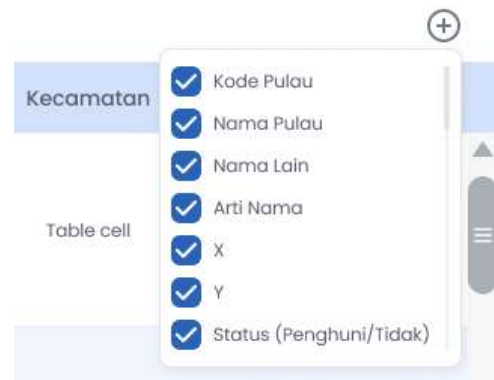 Kecamatan
Table cell
Kode Pulau
Nama Pulau
Nama Lain
Arti Nama
X
Y
Status (Penghuni/Tidak)